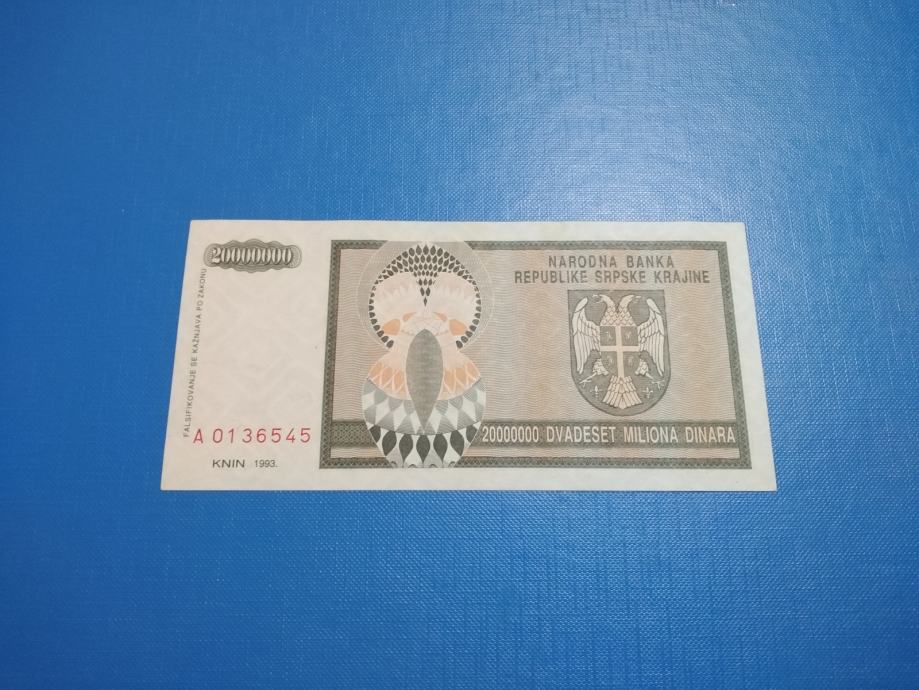 20000000
FALSIFIKOVANJE SE KAŽNJAVA PO ZAKONU
A 0136545
KNIN 1993.
NARODNA BANKA
REPUBLIKE SRPSKE KRAJINE
20000000 DVADESET MILIONA DINARA